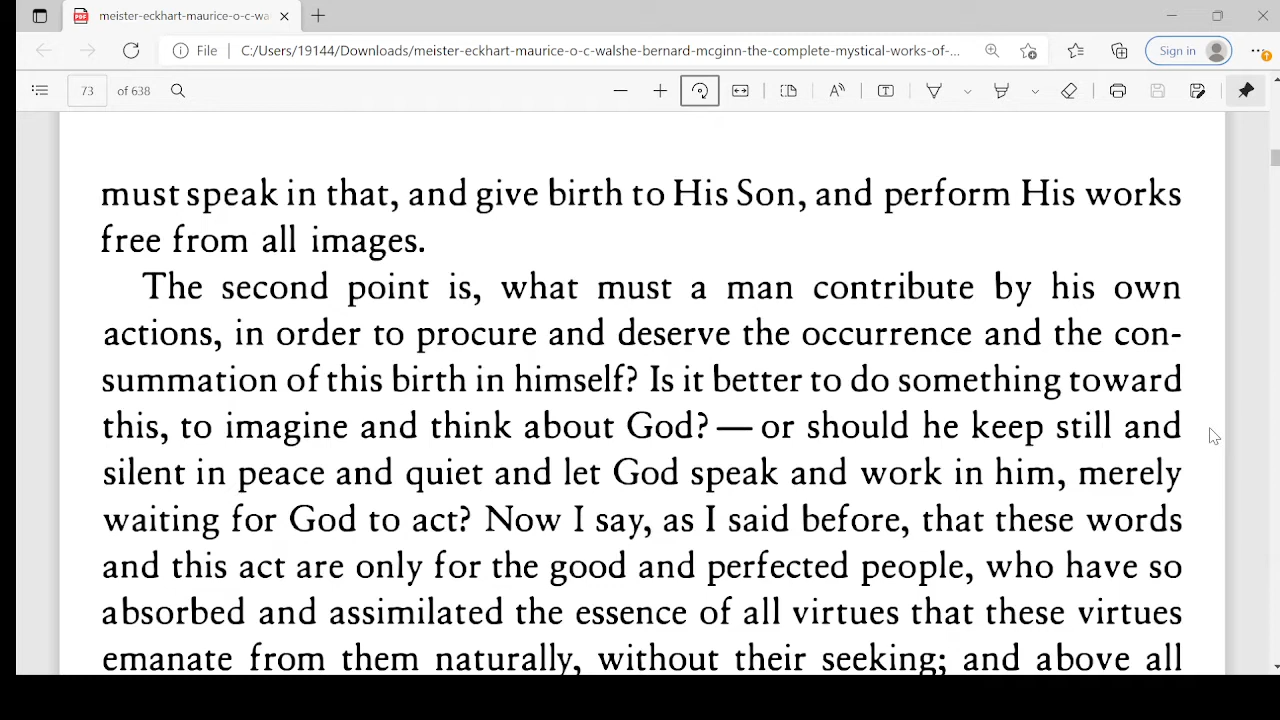 meister-eckhart-maurice-o-c-wa
Sign in
File
C:/Users/19144/Downloads/meister-eckhart-maurice-o-c-walshe-bernard-mcginn-the-complete-mystical-works-of-...
73 of 638
must speak in that, and give birth to His Son, and perform His works
free from all images.
The second point is, what must a man contribute by his own
actions, in order to procure and deserve the occurrence and the con-
summation of this birth in himself? Is it better to do something toward
this, to imagine and think about God? — or should he keep still and
silent in peace and quiet and let God speak and work in him, merely
waiting for God to act? Now I say, as I said before, that these words
and this act are only for the good and perfected people, who have so
absorbed and assimilated the essence of all virtues that these virtues
emanate from them naturally, without their seeking; and above all